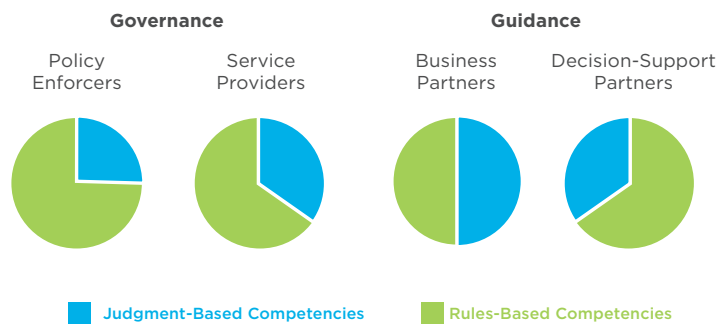 Governance
Guidance
Policy
Enforcers
Service
Providers
Business
Partners
Decision-Support
Partners
Judgment-Based Competencies
Rules-Based Competencies